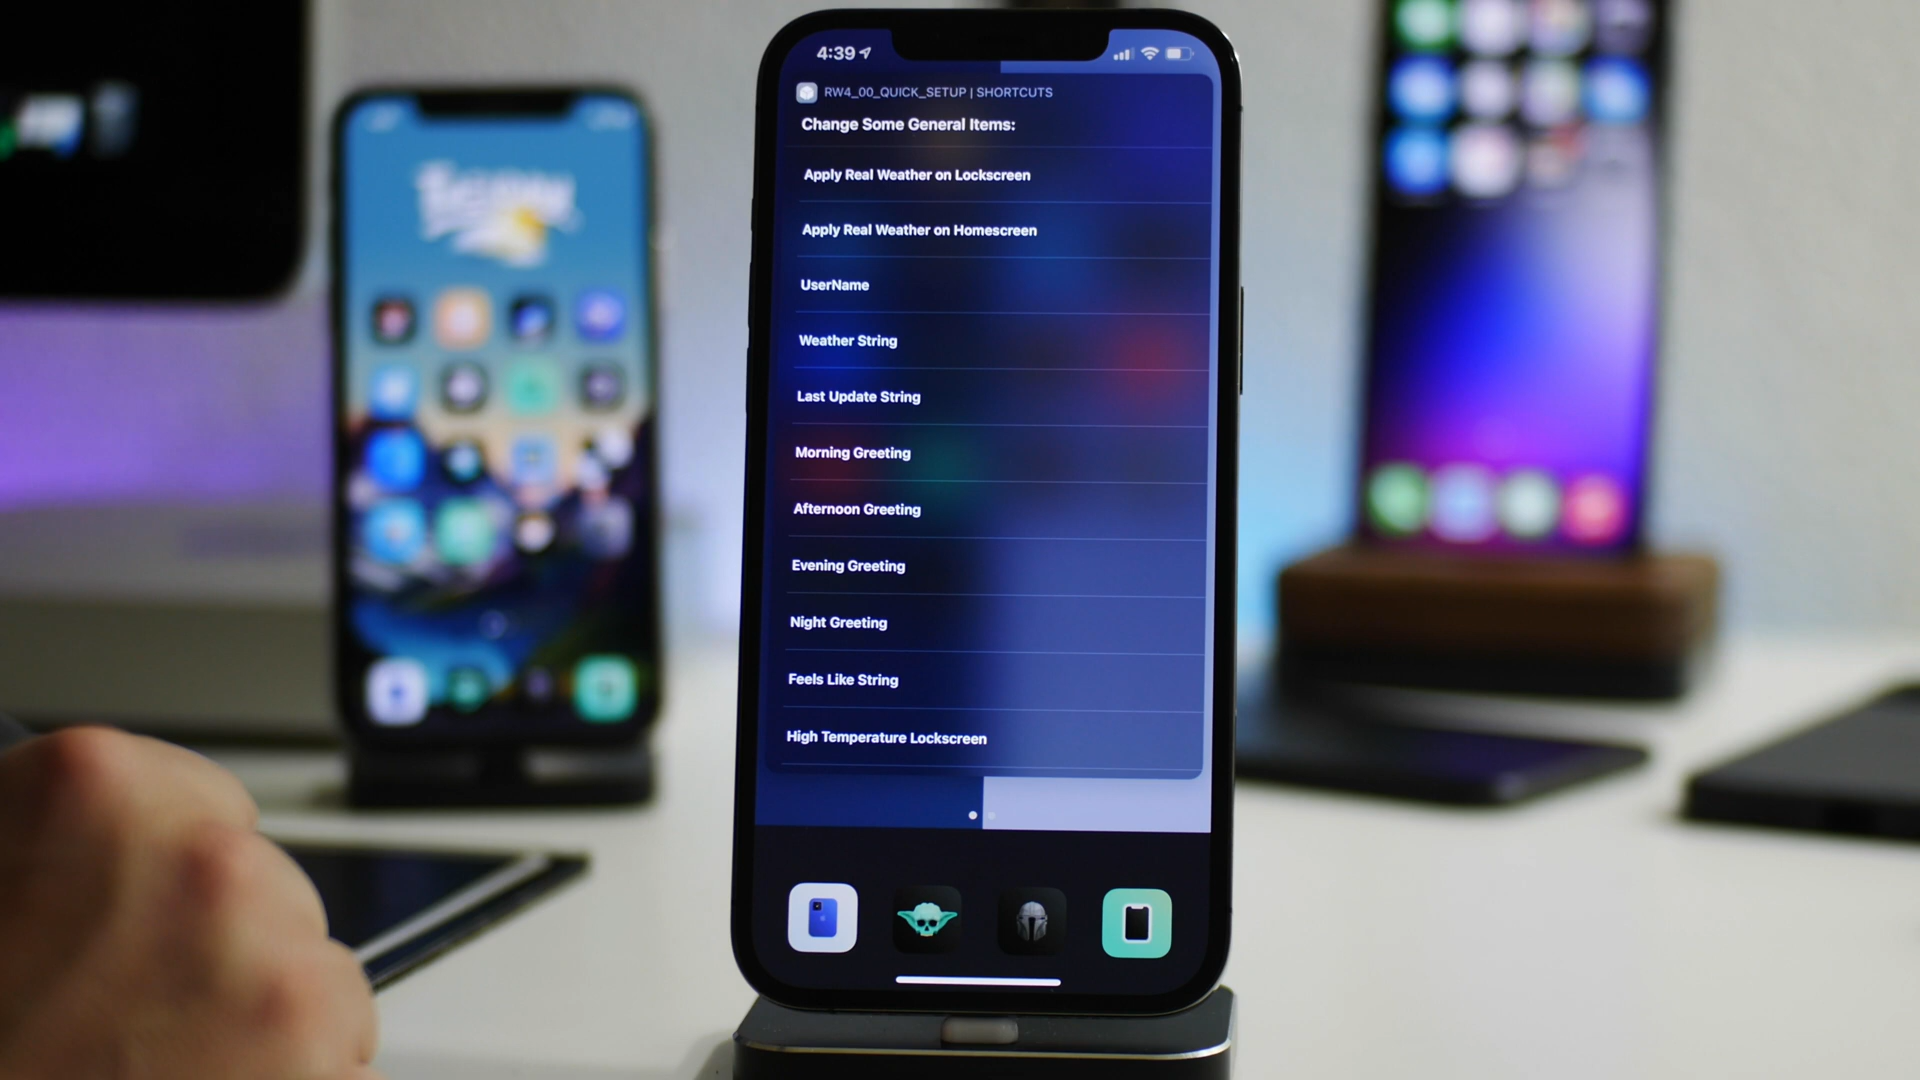 4:39
RW4_00_QUICK_SETUP | SHORTCUTS
Change Some General Items:
Apply Real Weather on Lockscreen
Apply Real Weather on Homescreen
UserName
Weather String
Last Update String
Morning Greeting
Afternoon Greeting
Evening Greeting
Night Greeting
Feels Like String
High Temperature Lockscreen